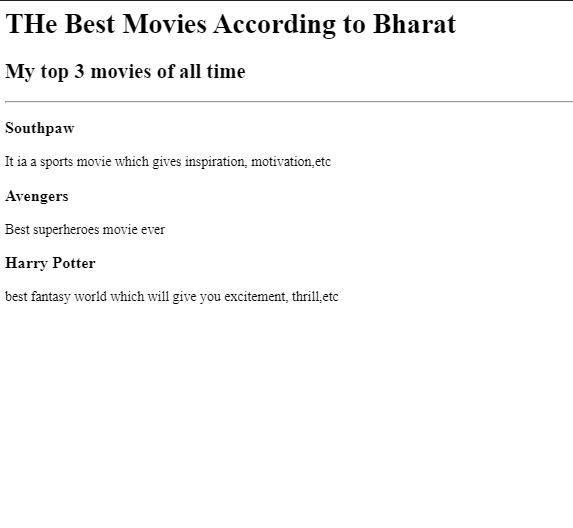 THe Best Movies According to Bharat
My top 3 movies of all time
Southpaw
It ia a sports movie which gives inspiration, motivation,etc
Avengers
Best superheroes movie ever
Harry Potter
best fantasy world which will give you excitement, thrill,etc